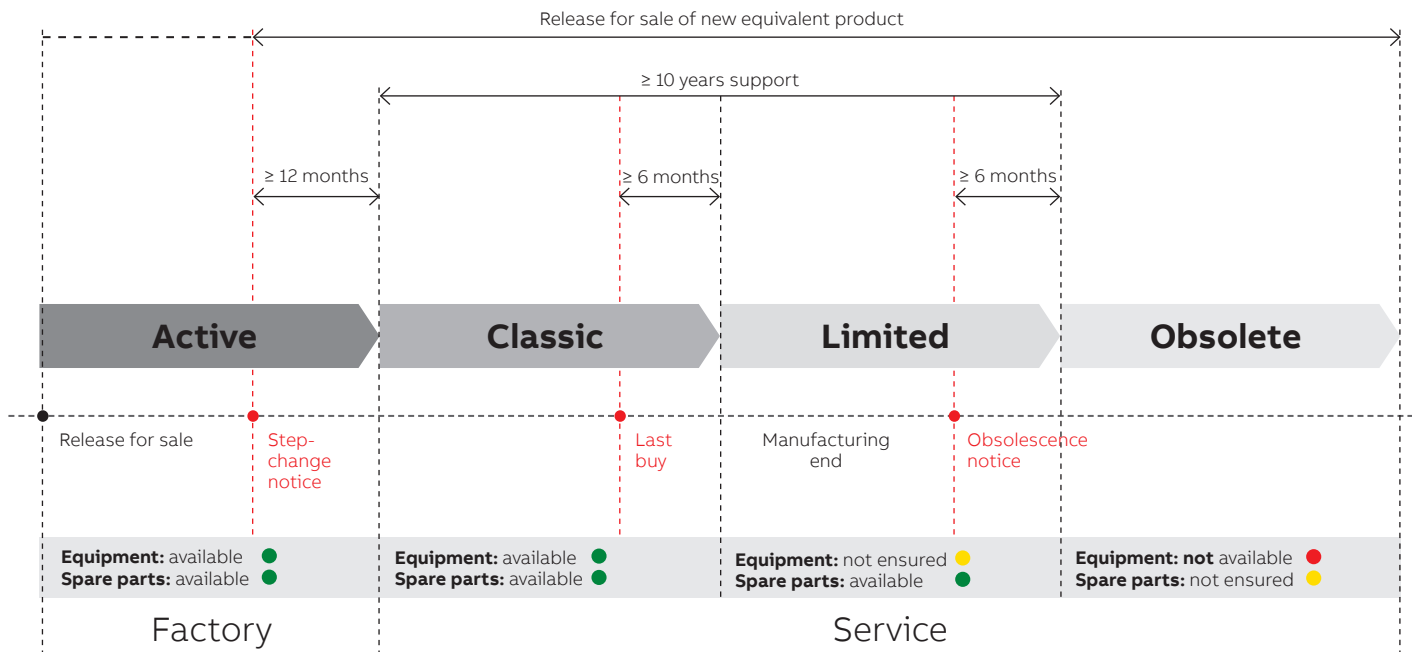 Release for sale of new equivalent product
≥ 10 years support
≥ 12 months
≥ 6 months
≥ 6 months
Active
Classic
Limited
Obsolete
Release for sale
Step-
change
notice
Last
buy
Manufacturing
end
Obsolescence
notice
Equipment: available
Spare parts: available
Equipment: available
Spare parts: available
Equipment: not ensured
Spare parts: available
Equipment: not available
Spare parts: not ensured
Factory
Service